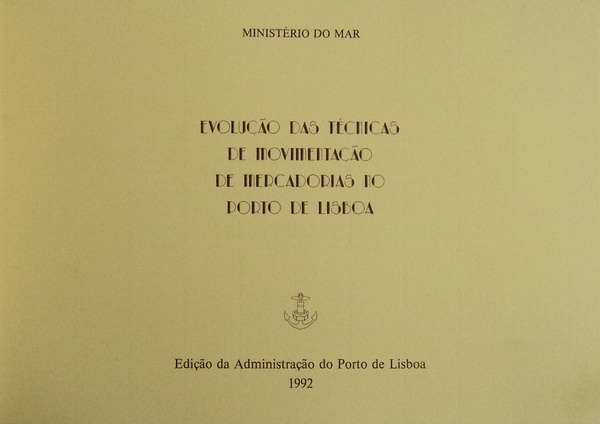 MINISTÉRIO DO MAR
EVOLUÇÃO DAS TÉCNICAS
DE MOVIMENTAÇÃO
DE MERCADORIAS NO
PORTO DE LISBOA
Edição da Administração do Porto de Lisboa
1992